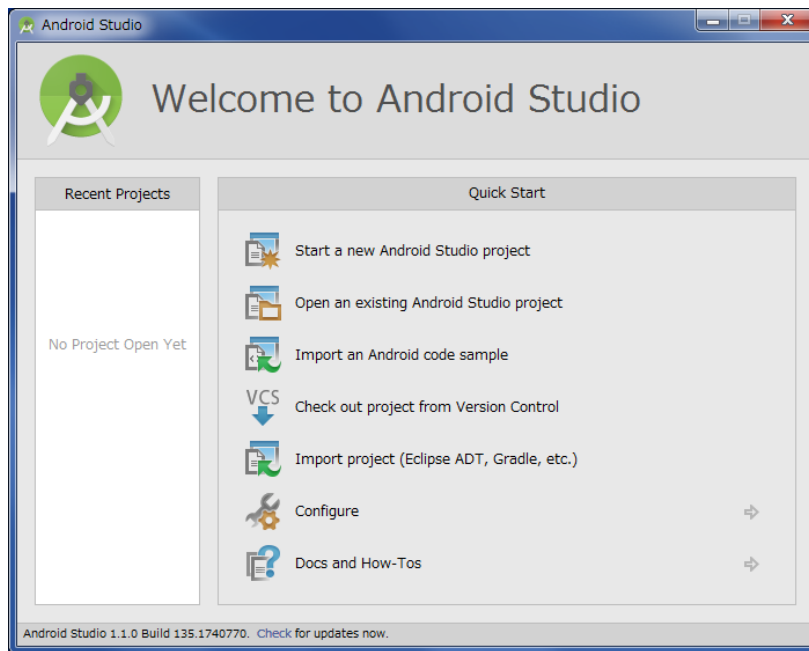 Android Studio
Welcome to Android Studio
Recent Projects
No Project Open Yet
Quick Start
Start a new Android Studio project
Open an existing Android Studio project
Import an Android code sample
VCS
Check out project from Version Control
Import project (Eclipse ADT, Gradle, etc.)
Configure
Docs and How-Tos
Android Studio 1.1.0 Build 135.1740770. Check for updates now.